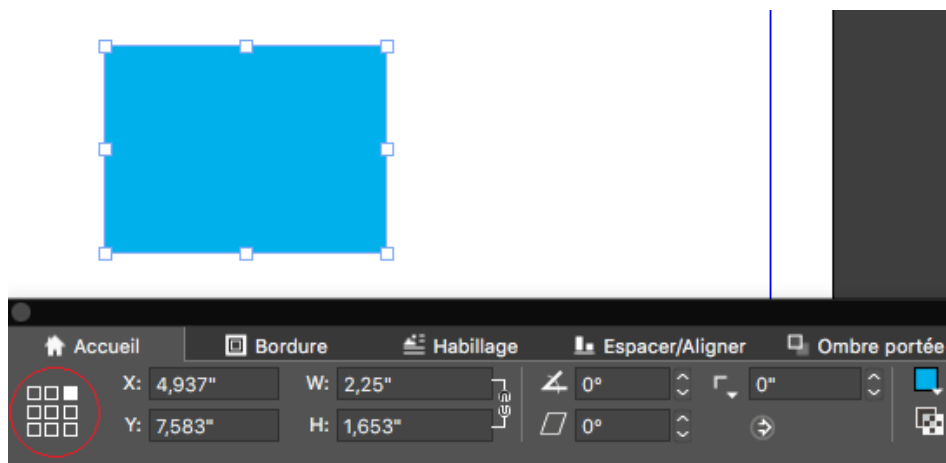 Accueil Bordure Habillage Espacer/Aligner Ombre portée
X: 4,937" W: 2,25" 0° 0"
Y: 7,583" H: 1,653" 0°